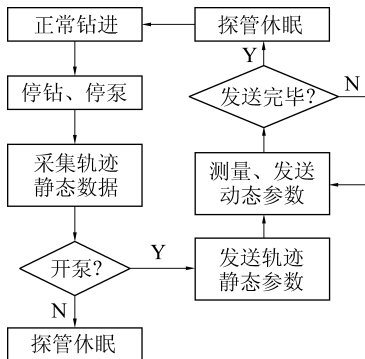 正常钻进
停钻、停泵
采集轨迹
静态数据
开泵?
Y
N
探管休眠
发送轨迹
静态参数
测量、发送
动态参数
发送完毕?
N
Y
探管休眠